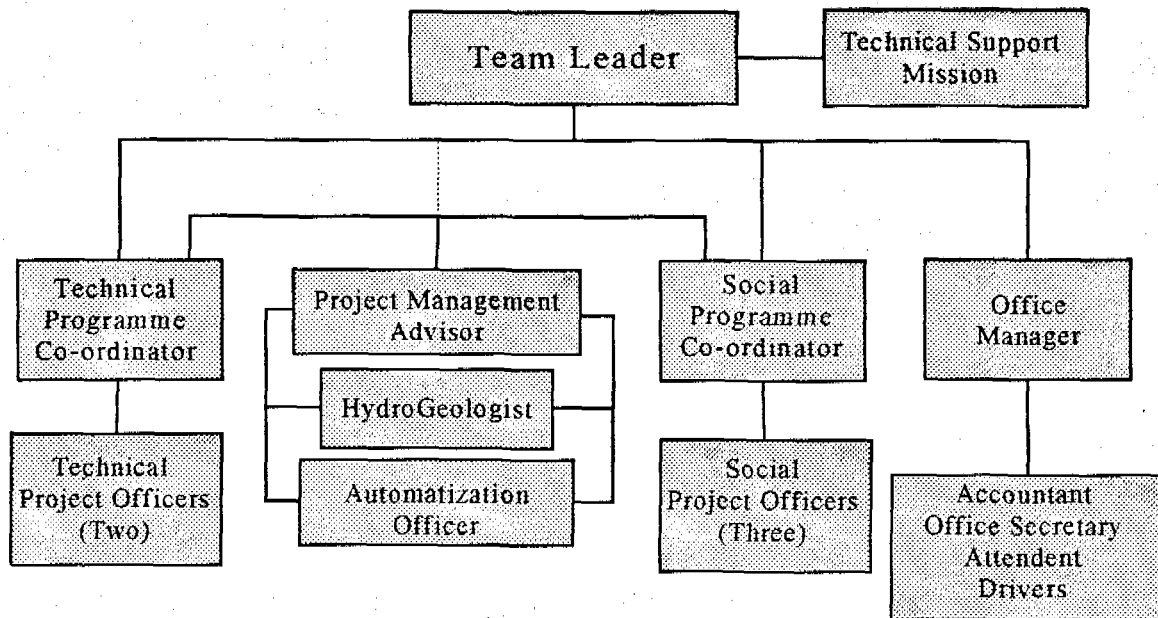 Team Leader
Technical Support
Mission
Technical
Programme
Co-ordinator
Project Management
Advisor
Social
Programme
Co-ordinator
Office
Manager
HydroGeologist
Technical
Project Officers
(Two)
Automatization
Officer
Social
Project Officers
(Three)
Accountant
Office Secretary
Attendent
Drivers